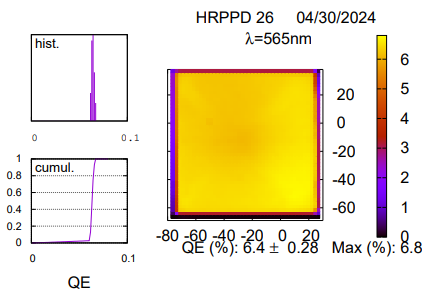 HRPPD 26 04/30/2024
λ=565nm
hist.
0 0.1
cumul.
1
0.8
0.6
0.4
0.2
0
0 0.1
QE
20
0
-20
-40
-60
-80 -60 -40 -20 0 20
6
5
4
3
2
1
0
QE (%): 6.4 ± 0.28 Max (%): 6.8